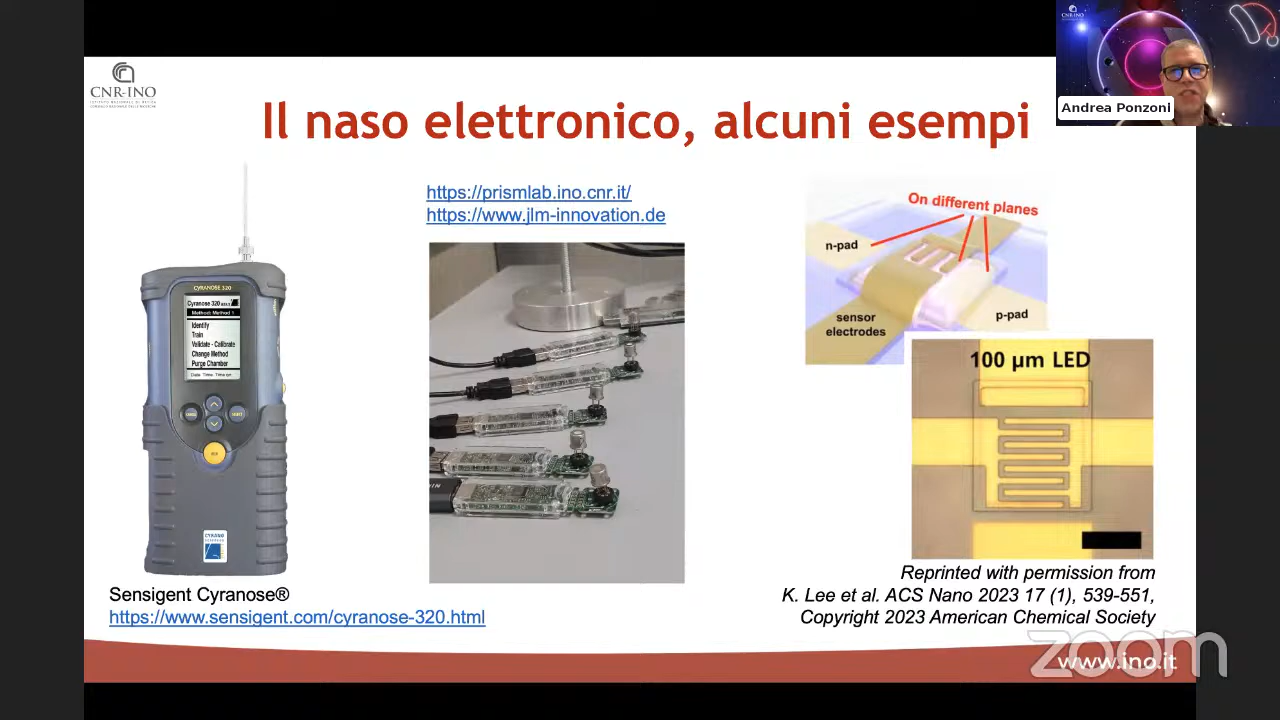 CNR-INO
ISTITUTO NAZIONALE DI OTTICA
CONSIGLIO NAZIONALE DELLE RICERCHE
Il naso elettronico, alcuni esempi
CNR-INO
Andrea Ponzoni
https://prismlab.ino.cnr.it/
https://www.jlm-innovation.de
CYRANOSE 320
Cyranose 320
Method: Method 1
Identify
Train
Validate - Calibrate
Change Method
Purge Chamber
CYRANO
On different planes
n-pad
sensor
electrodes
p-pad
100 µm LED
Sensigent Cyranose®
https://www.sensigent.com/cyranose-320.html
Reprinted with permission from
K. Lee et al. ACS Nano 2023 17 (1), 539-551,
Copyright 2023 American Chemical Society
zoom
www.ino.it